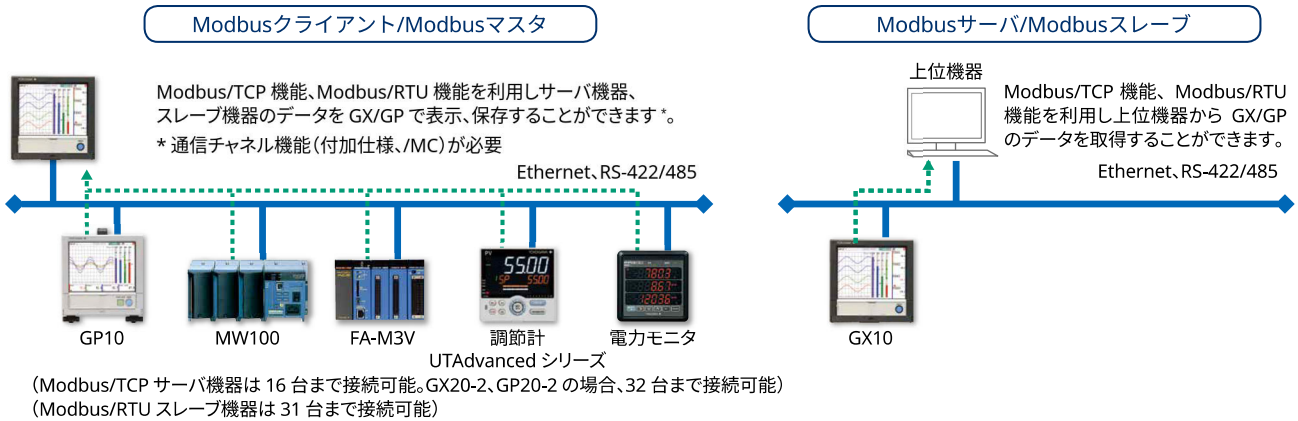 Modbusクライアント/Modbusマスタ
Modbus/TCP 機能、Modbus/RTU 機能を利用しサーバ機器、
スレーブ機器のデータを GX/GP で表示、保存することができます*。
* 通信チャネル機能（付加仕様、/MC）が必要
Ethernet、RS-422/485
GP10
MW100
FA-M3V
調節計
UTAdvanced シリーズ
電力モニタ
PV
55.00
SP
55.00
780.3
8.67
12036
（Modbus/TCP サーバ機器は 16 台まで接続可能。GX20-2、GP20-2 の場合、32 台まで接続可能）
（Modbus/RTU スレーブ機器は 31 台まで接続可能）
Modbusサーバ/Modbusスレーブ
上位機器
Modbus/TCP 機能、Modbus/RTU
機能を利用し上位機器から GX/GP
のデータを取得することができます。
Ethernet、RS-422/485
GX10